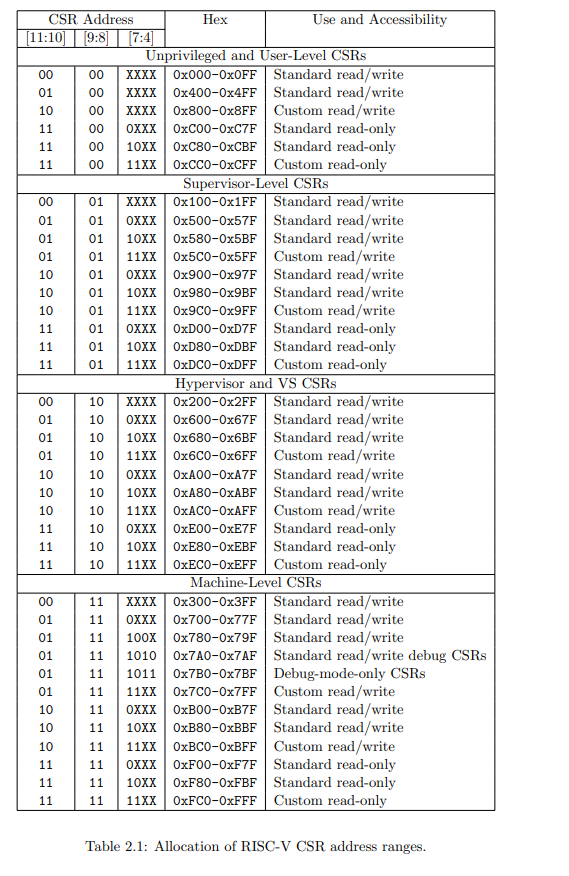 CSR Address Hex Use and Accessibility
[11:10] [9:8] [7:4]
Unprivileged and User-Level CSRs
00 00 XXXX 0x000-0x0FF Standard read/write
01 00 XXXX 0x400-0x4FF Standard read/write
10 00 XXXX 0x800-0x8FF Custom read/write
11 00 0XXX 0xC00-0xC7F Standard read-only
11 00 10XX 0xC80-0xCBF Standard read-only
11 00 11XX 0xCC0-0xCFF Custom read-only
Supervisor-Level CSRs
00 01 XXXX 0x100-0x1FF Standard read/write
01 01 0XXX 0x500-0x57F Standard read/write
01 01 10XX 0x580-0x5BF Standard read/write
01 01 11XX 0x5C0-0x5FF Custom read/write
10 01 0XXX 0x900-0x97F Standard read/write
10 01 10XX 0x980-0x9BF Standard read/write
10 01 11XX 0x9C0-0x9FF Custom read/write
11 01 0XXX 0xD00-0xD7F Standard read-only
11 01 10XX 0xD80-0xDBF Standard read-only
11 01 11XX 0xDC0-0xDFF Custom read-only
Hypervisor and VS CSRs
00 10 XXXX 0x200-0x2FF Standard read/write
01 10 0XXX 0x600-0x67F Standard read/write
01 10 10XX 0x680-0x6BF Standard read/write
01 10 11XX 0x6C0-0x6FF Custom read/write
10 10 0XXX 0xA00-0xA7F Standard read/write
10 10 10XX 0xA80-0xABF Standard read/write
10 10 11XX 0xAC0-0xAFF Custom read/write
11 10 0XXX 0xE00-0xE7F Standard read-only
11 10 10XX 0xE80-0xEBF Standard read-only
11 10 11XX 0xEC0-0xEFF Custom read-only
Machine-Level CSRs
00 11 XXXX 0x300-0x3FF Standard read/write
01 11 0XXX 0x700-0x77F Standard read/write
01 11 100X 0x780-0x79F Standard read/write
01 11 1010 0x7A0-0x7AF Standard read/write debug CSRs
01 11 1011 0x7B0-0x7BF Debug-mode-only CSRs
01 11 11XX 0x7C0-0x7FF Custom read/write
10 11 0XXX 0xB00-0xB7F Standard read/write
10 11 10XX 0xB80-0xBBF Standard read/write
10 11 11XX 0xBC0-0xBFF Custom read/write
11 11 0XXX 0xF00-0xF7F Standard read-only
11 11 10XX 0xF80-0xFBF Standard read-only
11 11 11XX 0xFC0-0xFFF Custom read-only
Table 2.1: Allocation of RISC-V CSR address ranges.